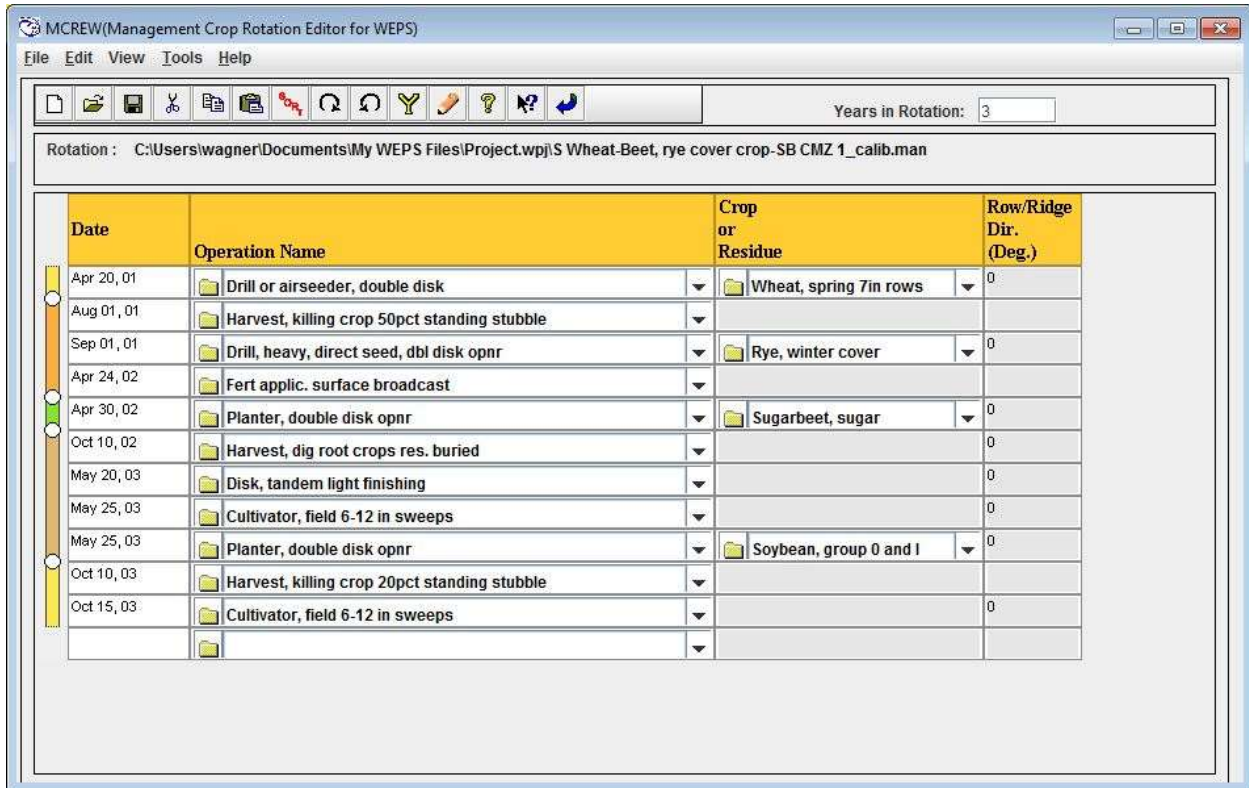 MCREW(Management Crop Rotation Editor for WEPS)
File Edit View Tools Help
SORT
Years in Rotation: 3
Rotation : C:\Users\wagner\Documents\My WEPS Files\Project.wpj\S Wheat-Beet, rye cover crop-SB CMZ 1_calib.man
Date Operation Name Crop or Residue Row/Ridge Dir. (Deg.)
Apr 20, 01 Drill or airseeder, double disk Wheat, spring 7in rows 0
Aug 01, 01 Harvest, killing crop 50pct standing stubble
Sep 01, 01 Drill, heavy, direct seed, dbl disk opnr Rye, winter cover 0
Apr 24, 02 Fert applic. surface broadcast
Apr 30, 02 Planter, double disk opnr Sugarbeet, sugar 0
Oct 10, 02 Harvest, dig root crops res. buried 0
May 20, 03 Disk, tandem light finishing 0
May 25, 03 Cultivator, field 6-12 in sweeps 0
May 25, 03 Planter, double disk opnr Soybean, group 0 and I 0
Oct 10, 03 Harvest, killing crop 20pct standing stubble
Oct 15, 03 Cultivator, field 6-12 in sweeps 0